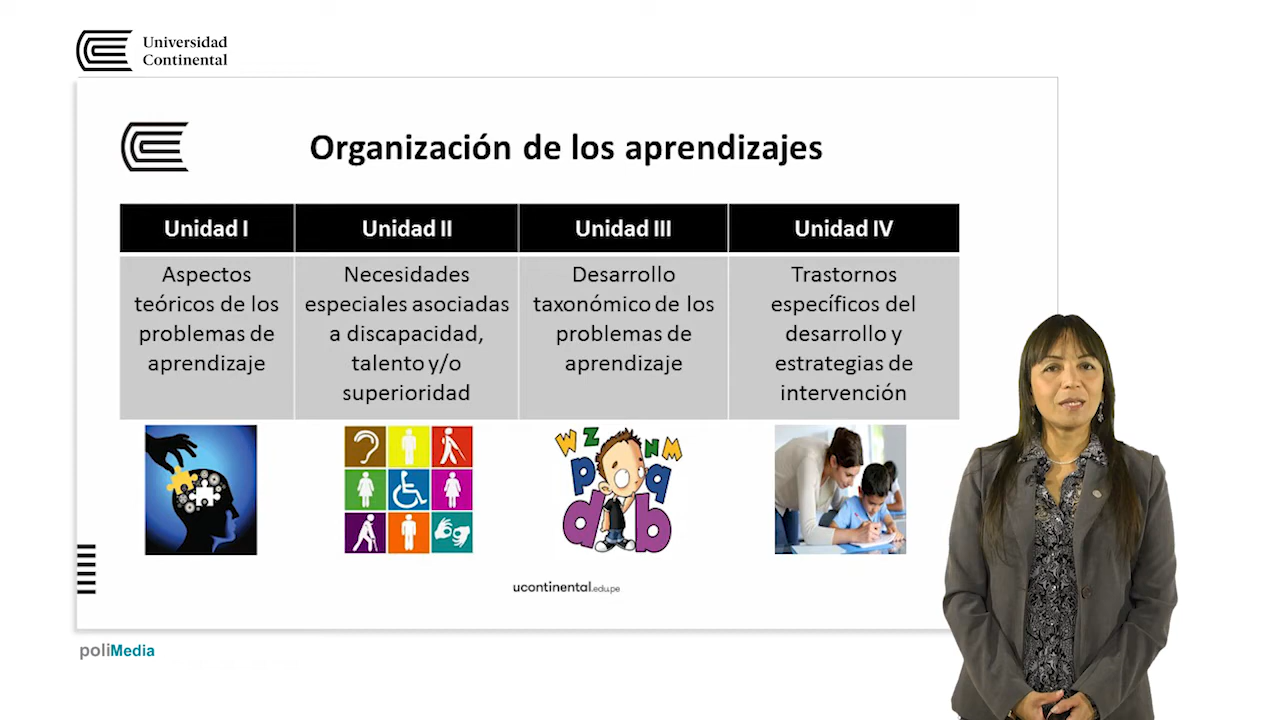 Universidad
Continental
Organización de los aprendizajes
Unidad I
Unidad II
Unidad III
Unidad IV
Aspectos
teóricos de los
problemas de
aprendizaje
Necesidades
especiales asociadas
a discapacidad,
talento y/o
superioridad
Desarrollo
taxonómico de los
problemas de
aprendizaje
Trastornos
específicos del
desarrollo y
estrategias de
intervención
W Z N M
p q
d b
ucontinental.edu.pe
poliMedia